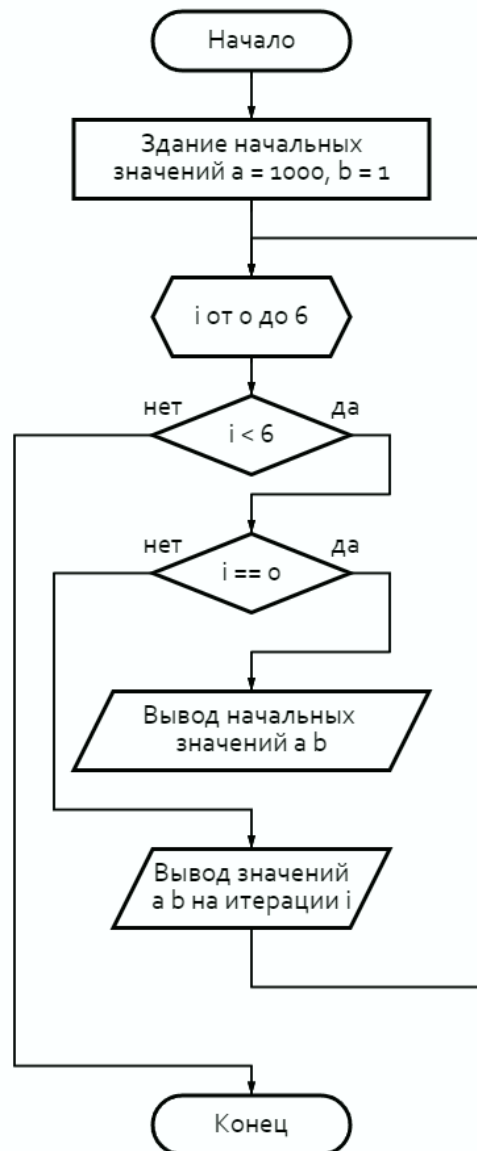 Начало
Здание начальных
значений a = 1000, b = 1
i от 0 до 6
нет
да
i < 6
нет
да
i == 0
Вывод начальных
значений a b
Вывод значений
a b на итерации i
Конец